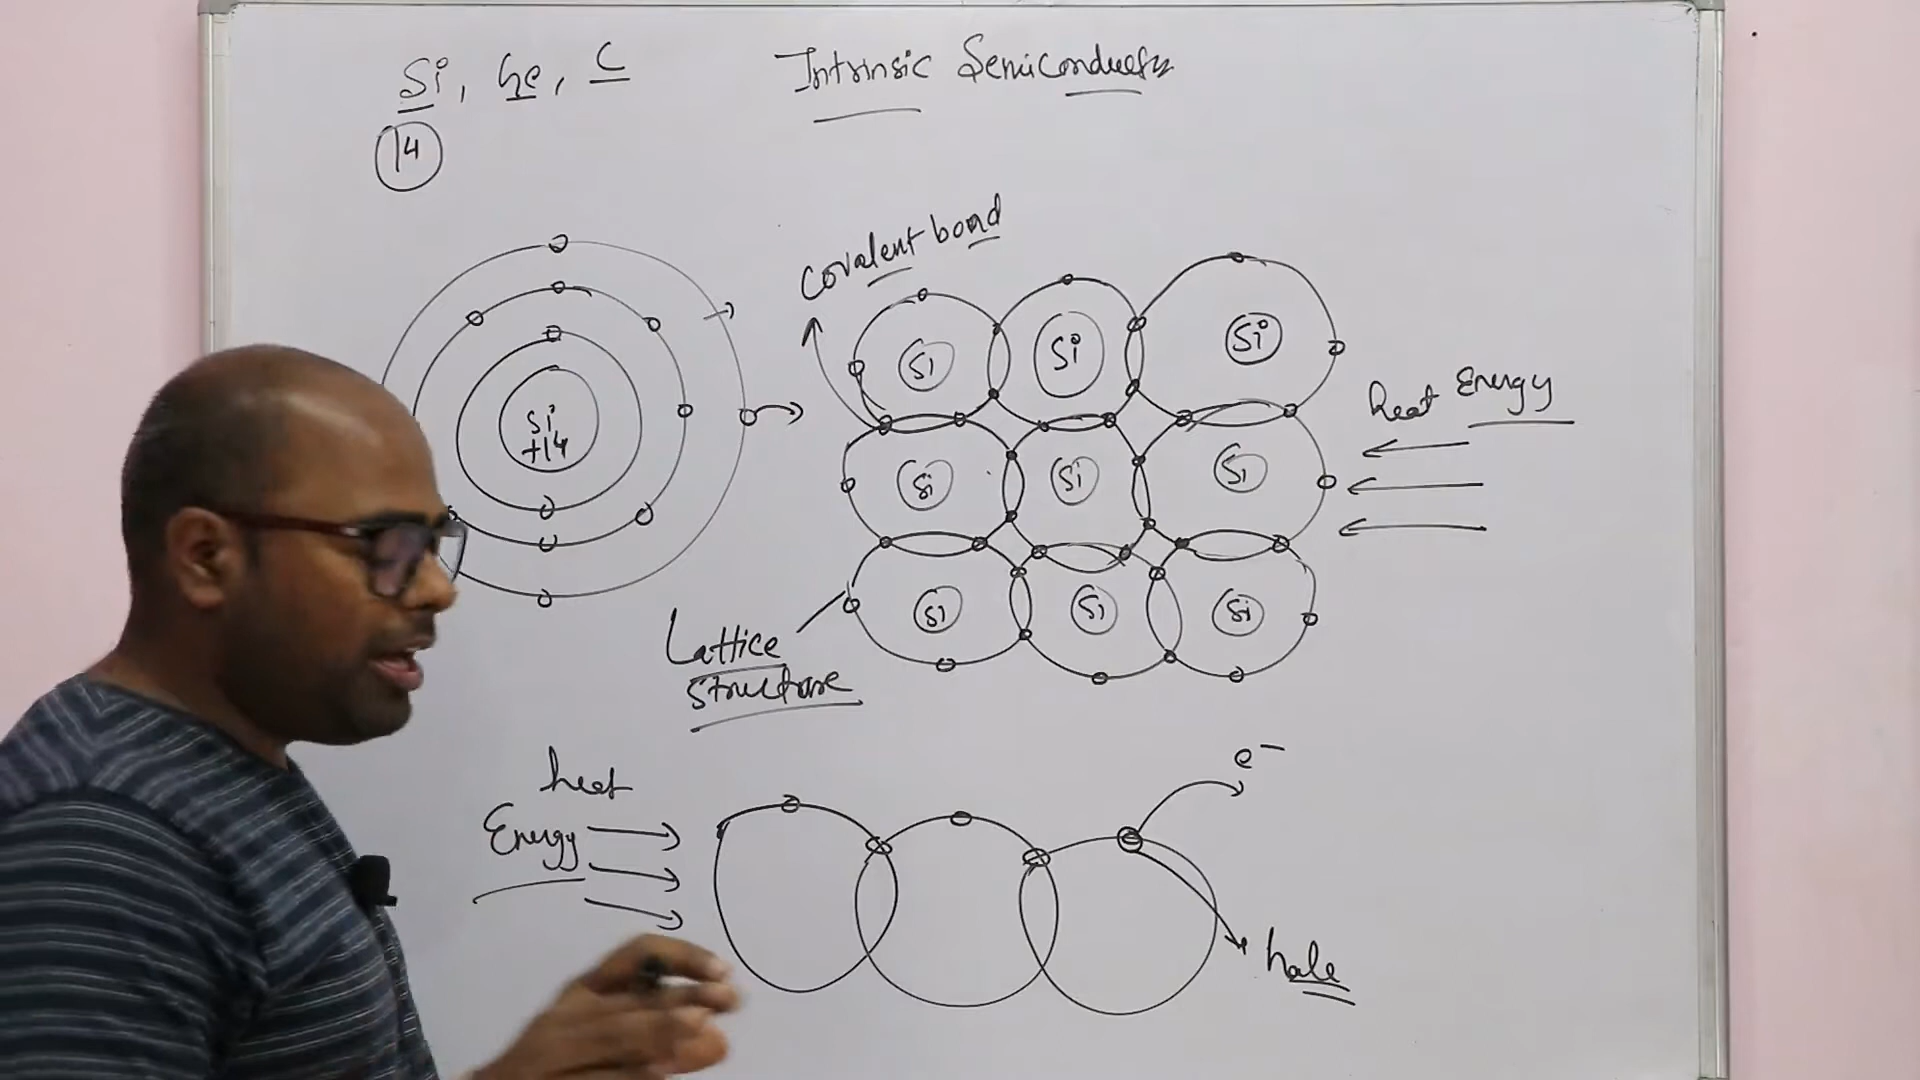 Si, Ge, C
14
Intrinsic Semiconductor
Covalent bond
Si
Si
Si
Si
+14
heat Energy
Si
Si
Si
Si
Si
Si
Lattice
structure
heat
Energy
e⁻
hole